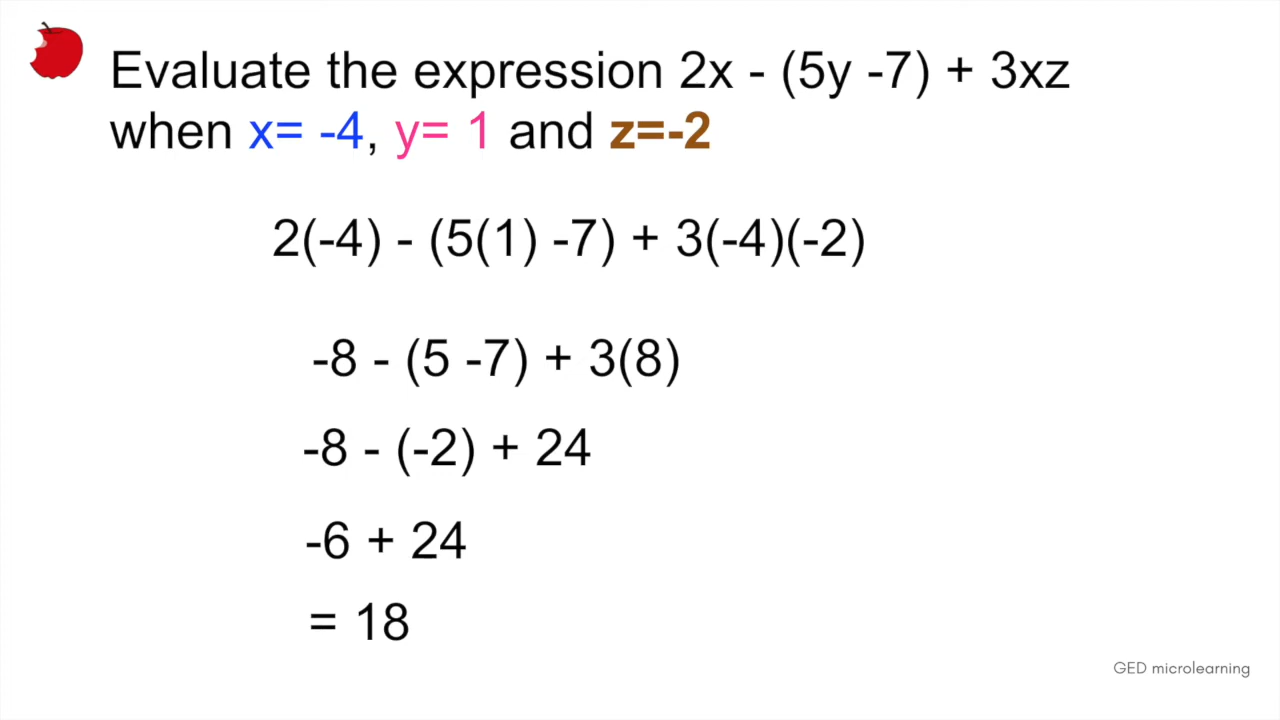 Evaluate the expression 2x - (5y -7) + 3xz
when x= -4, y= 1 and z=-2
2(-4) - (5(1) -7) + 3(-4)(-2)
-8 - (5 -7) + 3(8)
-8 - (-2) + 24
-6 + 24
= 18
GED microlearning